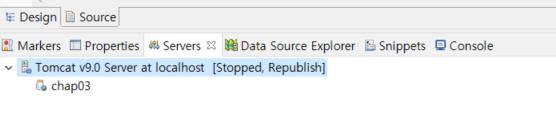 Design Source
Markers Properties Servers Data Source Explorer Snippets Console
Tomcat v9.0 Server at localhost [Stopped, Republish]
chap03